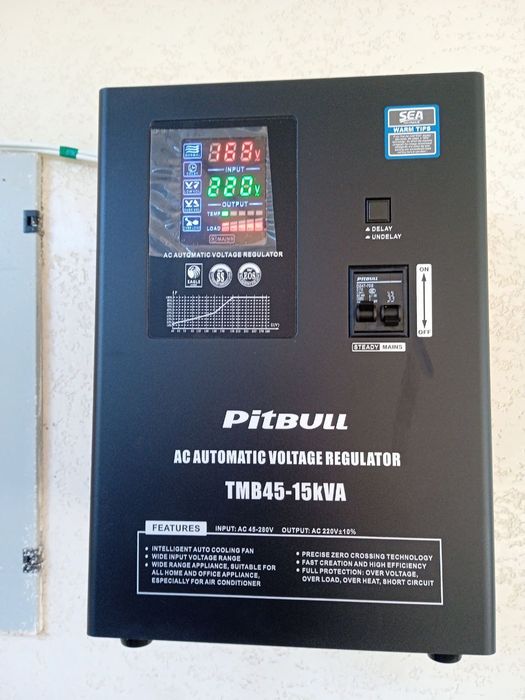 SEA
WARM TIPS
V
INPUT
V
OUTPUT
TEMP
LOAD
MAINS
AC AUTOMATIC VOLTAGE REGULATOR
EAGLE
DELAY
UNDELAY
PITBULL
ON
OFF
STEADY MAINS
PITBULL
AC AUTOMATIC VOLTAGE REGULATOR
TMB45-15kVA
FEATURES INPUT: AC 45-280V OUTPUT: AC 220V±10%
• INTELLIGENT AUTO COOLING FAN
• WIDE INPUT VOLTAGE RANGE
• WIDE RANGE APPLIANCE, SUITABLE FOR
ALL HOME AND OFFICE APPLIANCE,
ESPECIALLY FOR AIR CONDITIONER
• PRECISE ZERO CROSSING TECHNOLOGY
• FAST CREATION AND HIGH EFFICIENCY
• FULL PROTECTION: OVER VOLTAGE,
OVER LOAD, OVER HEAT, SHORT CIRCUIT